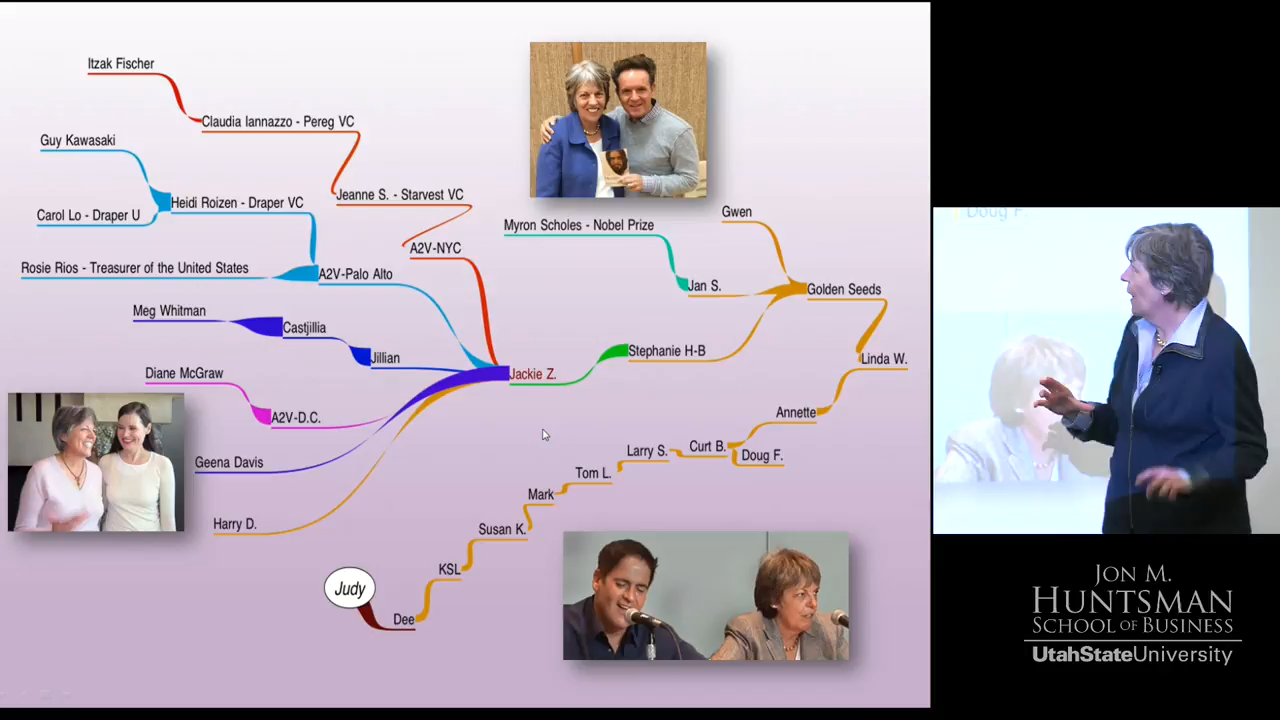 Itzak Fischer
Claudia Iannazzo - Pereg VC
Guy Kawasaki
Jeanne S. - Starvest VC
Heidi Roizen - Draper VC
Carol Lo - Draper U
Gwen
Myron Scholes - Nobel Prize
A2V-NYC
Rosie Rios - Treasurer of the United States
A2V-Palo Alto
Jan S.
Golden Seeds
Meg Whitman
Castjillia
Jillian
Stephanie H-B
Linda W.
Diane McGraw
Jackie Z.
A2V-D.C.
Annette
Geena Davis
Larry S.
Curt B.
Doug F.
Tom L.
Mark
Harry D.
Susan K.
KSL
Judy
Dee
Doug F.
JON M.
HUNTSMAN
SCHOOL OF BUSINESS
UtahStateUniversity